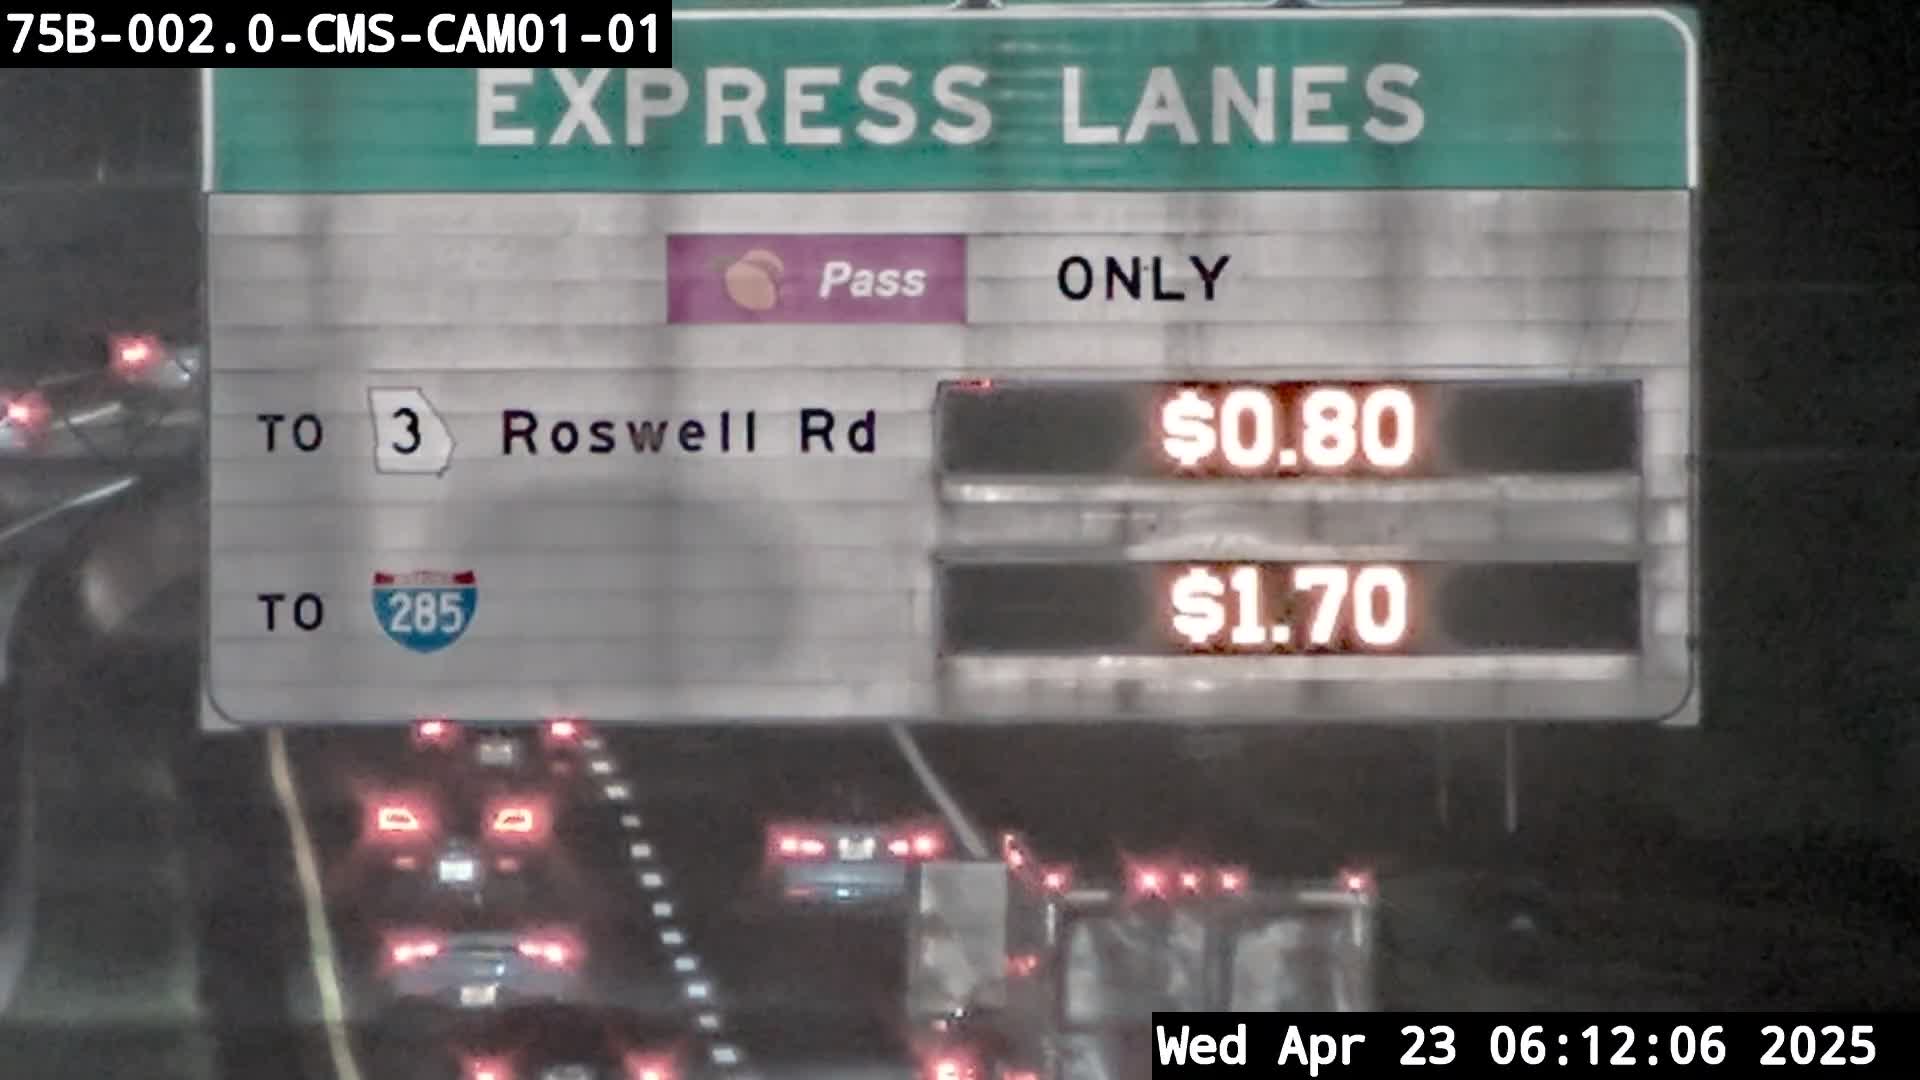 75B-002.0-CMS-CAM01-01
EXPRESS LANES
Pass ONLY
TO 3 Roswell Rd $0.80
TO 285 $1.70
Wed Apr 23 06:12:06 2025